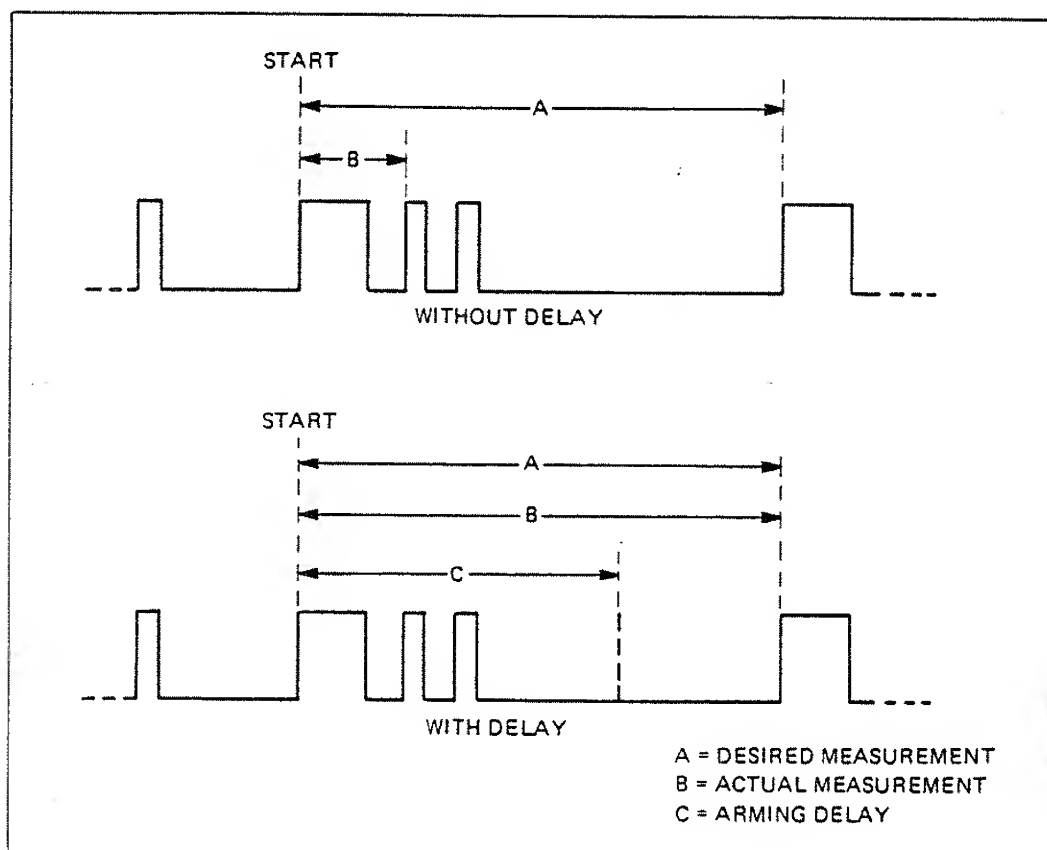 START
A
B
WITHOUT DELAY
START
A
B
C
WITH DELAY
A = DESIRED MEASUREMENT
B = ACTUAL MEASUREMENT
C = ARMING DELAY